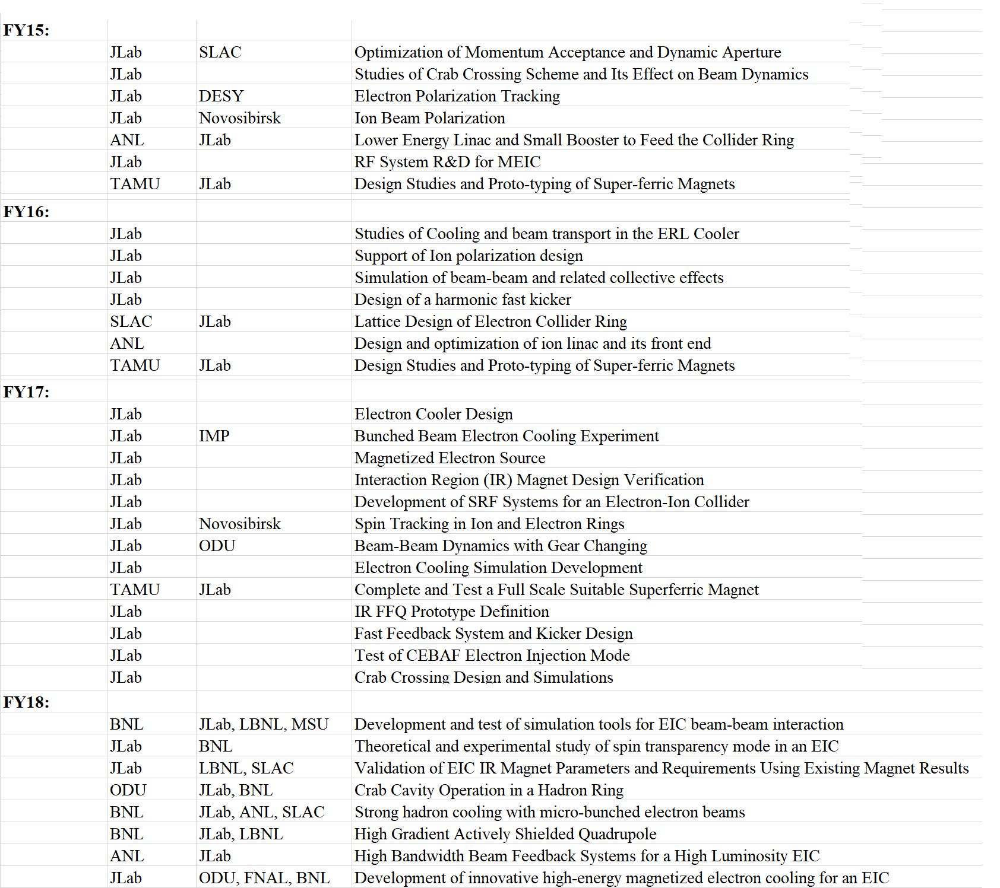 FY15:
JLab SLAC Optimization of Momentum Acceptance and Dynamic Aperture
JLab Studies of Crab Crossing Scheme and Its Effect on Beam Dynamics
JLab DESY Electron Polarization Tracking
JLab Novosibirsk Ion Beam Polarization
ANL JLab Lower Energy Linac and Small Booster to Feed the Collider Ring
JLab RF System R&D for MEIC
TAMU JLab Design Studies and Proto-typing of Super-ferric Magnets
FY16:
JLab Studies of Cooling and beam transport in the ERL Cooler
JLab Support of Ion polarization design
JLab Simulation of beam-beam and related collective effects
JLab Design of a harmonic fast kicker
SLAC JLab Lattice Design of Electron Collider Ring
ANL Design and optimization of ion linac and its front end
TAMU JLab Design Studies and Proto-typing of Super-ferric Magnets
FY17:
JLab Electron Cooler Design
JLab IMP Bunched Beam Electron Cooling Experiment
JLab Magnetized Electron Source
JLab Interaction Region (IR) Magnet Design Verification
JLab Development of SRF Systems for an Electron-Ion Collider
JLab Novosibirsk Spin Tracking in Ion and Electron Rings
JLab ODU Beam-Beam Dynamics with Gear Changing
JLab Electron Cooling Simulation Development
TAMU JLab Complete and Test a Full Scale Suitable Superferric Magnet
JLab IR FFQ Prototype Definition
JLab Fast Feedback System and Kicker Design
JLab Test of CEBAF Electron Injection Mode
JLab Crab Crossing Design and Simulations
FY18:
BNL JLab, LBNL, MSU Development and test of simulation tools for EIC beam-beam interaction
JLab BNL Theoretical and experimental study of spin transparency mode in an EIC
JLab LBNL, SLAC Validation of EIC IR Magnet Parameters and Requirements Using Existing Magnet Results
ODU JLab, BNL Crab Cavity Operation in a Hadron Ring
BNL JLab, ANL, SLAC Strong hadron cooling with micro-bunched electron beams
BNL JLab, LBNL High Gradient Actively Shielded Quadrupole
ANL JLab High Bandwidth Beam Feedback Systems for a High Luminosity EIC
JLab ODU, FNAL, BNL Development of innovative high-energy magnetized electron cooling for an EIC